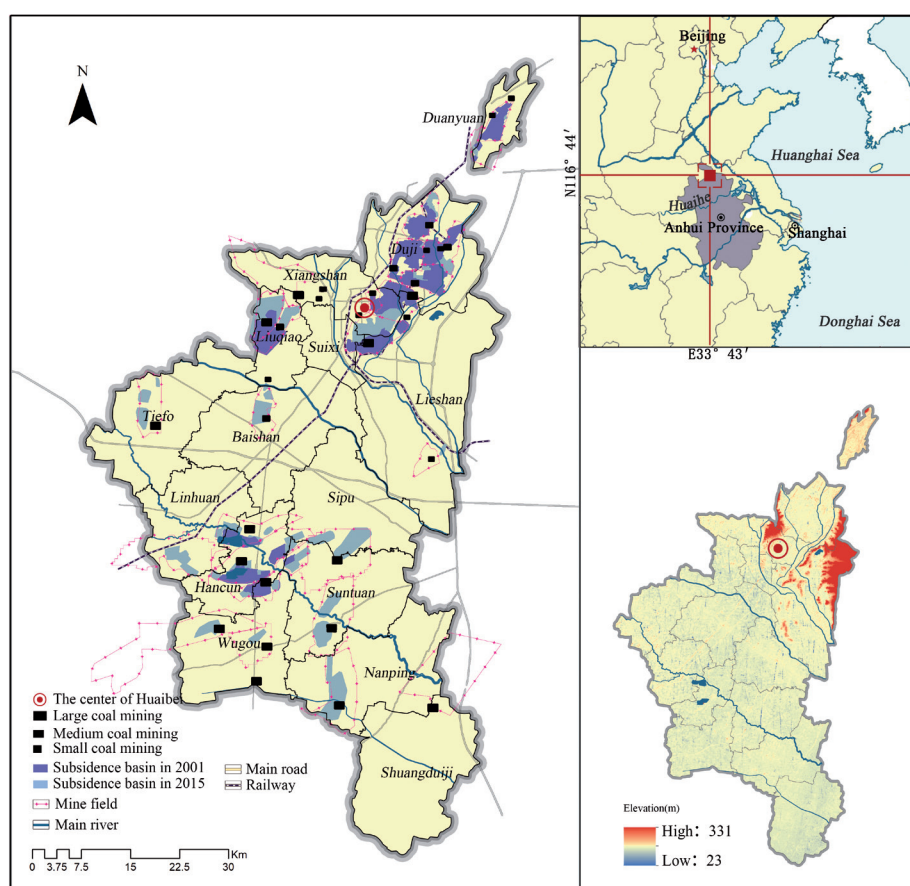 N
Duanyuan
Duji
Xiangshan
Liuqiao
Suixi
Lieshan
Tiefo
Baishan
Linhuan
Sipu
Hancun
Suntuan
Wugou
Nanping
Shuangduiji
The center of Huaibei
Large coal mining
Medium coal mining
Small coal mining
Subsidence basin in 2001
Subsidence basin in 2015
Mine field
Main river
Main road
Railway
Km
0 3.75 7.5 15 22.5 30
Beijing
Huanghai Sea
Huaihe
Anhui Province
Shanghai
Donghai Sea
N116° 44′
E33° 43′
Elevation(m)
High: 331
Low: 23